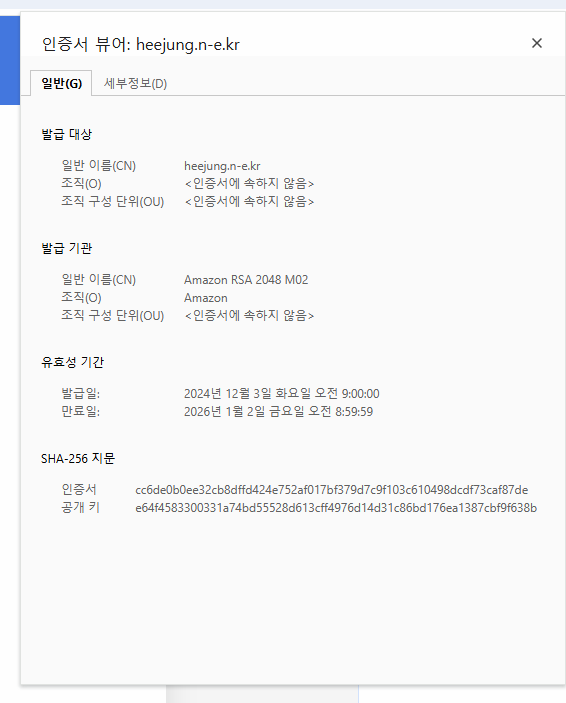 인증서 뷰어: heejung.n-e.kr
일반(G) 세부정보(D)
발급 대상
일반 이름(CN) heejung.n-e.kr
조직(O) <인증서에 속하지 않음>
조직 구성 단위(OU) <인증서에 속하지 않음>
발급 기관
일반 이름(CN) Amazon RSA 2048 M02
조직(O) Amazon
조직 구성 단위(OU) <인증서에 속하지 않음>
유효성 기간
발급일: 2024년 12월 3일 화요일 오전 9:00:00
만료일: 2026년 1월 2일 금요일 오전 8:59:59
SHA-256 지문
인증서 cc6de0b0ee32cb8dffd424e752af017bf379d7c9f103c610498dcdf73caf87de
공개 키 e64f4583300331a74bd55528d613cff4976d14d31c86bd176ea1387cbf9f638b